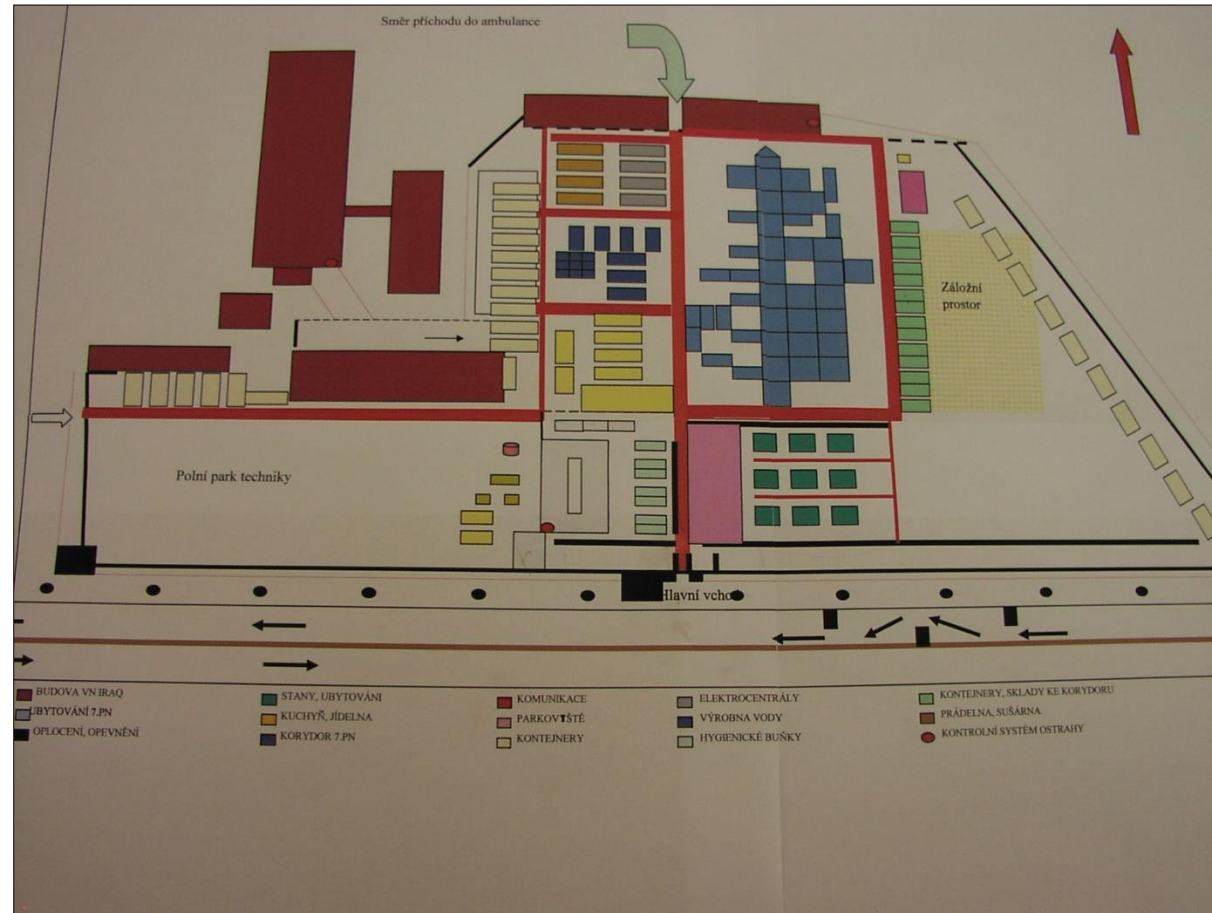 Směr příchodu do ambulance
Záložní
prostor
Polní park techniky
Hlavní vchod
BUDOVA VN IRAQ
UBYTOVÁNÍ 7.PN
OPLOCENÍ, OPEVNĚNÍ
STANY, UBYTOVÁNI
KUCHYŇ, JÍDELNA
KORYDOR 7.PN
KOMUNIKACE
PARKOVIŠTĚ
KONTEJNERY
ELEKTROCENTRÁLY
VÝROBNA VODY
HYGIENICKÉ BUŇKY
KONTEJNERY, SKLADY KE KORYDORU
PRÁDELNA, SUŠÁRNA
KONTROLNÍ SYSTÉM OSTRAHY